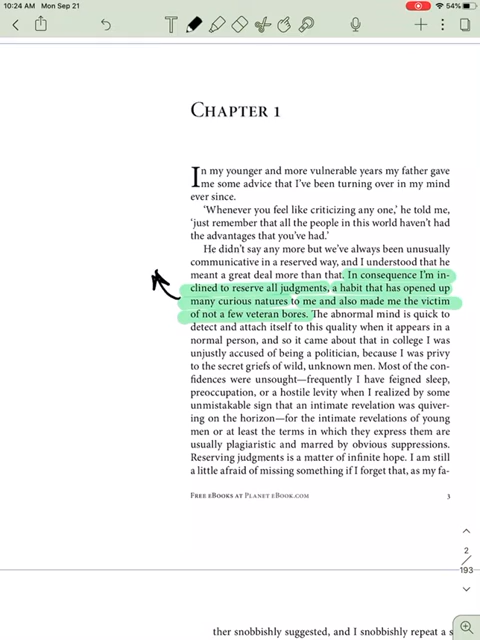 10:24 AM Mon Sep 21
54%
CHAPTER 1
In my younger and more vulnerable years my father gave
me some advice that I've been turning over in my mind
ever since.
'Whenever you feel like criticizing any one,' he told me,
'just remember that all the people in this world haven't had
the advantages that you've had.'
He didn't say any more but we've always been unusually
communicative in a reserved way, and I understood that he
meant a great deal more than that. In consequence I'm in-
clined to reserve all judgments, a habit that has opened up
many curious natures to me and also made me the victim
of not a few veteran bores. The abnormal mind is quick to
detect and attach itself to this quality when it appears in a
normal person, and so it came about that in college I was
unjustly accused of being a politician, because I was privy
to the secret griefs of wild, unknown men. Most of the con-
fidences were unsought—frequently I have feigned sleep,
preoccupation, or a hostile levity when I realized by some
unmistakable sign that an intimate revelation was quiver-
ing on the horizon—for the intimate revelations of young
men or at least the terms in which they express them are
usually plagiaristic and marred by obvious suppressions.
Reserving judgments is a matter of infinite hope. I am still
a little afraid of missing something if I forget that, as my fa-
FREE EBOOKS AT PLANET EBOOK.COM 3
2
193
ther snobbishly suggested, and I snobbishly repeat a s